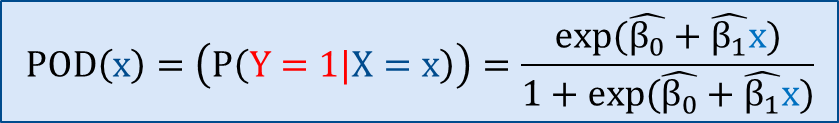 POD(x) = (P(Y = 1|X = x)) = exp(β̂₀ + β̂₁x) / 1 + exp(β̂₀ + β̂₁x)